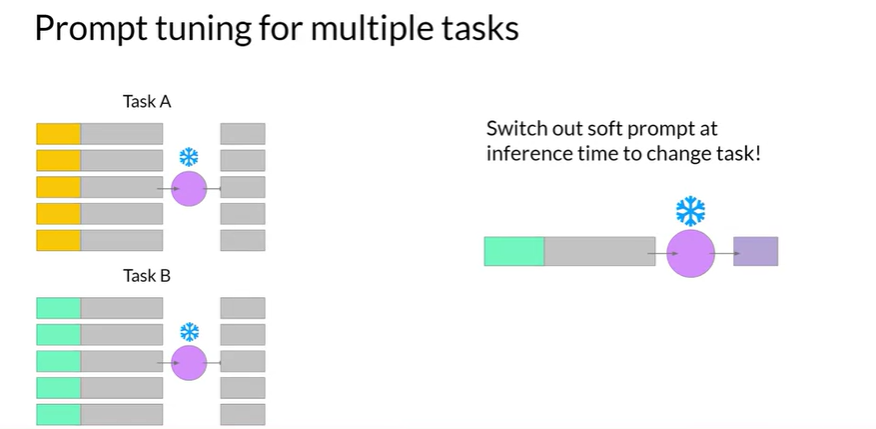 Prompt tuning for multiple tasks
Task A
Switch out soft prompt at
inference time to change task!
Task B